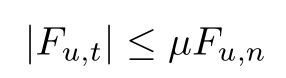 |F_{u,t}| ≤ μF_{u,n}